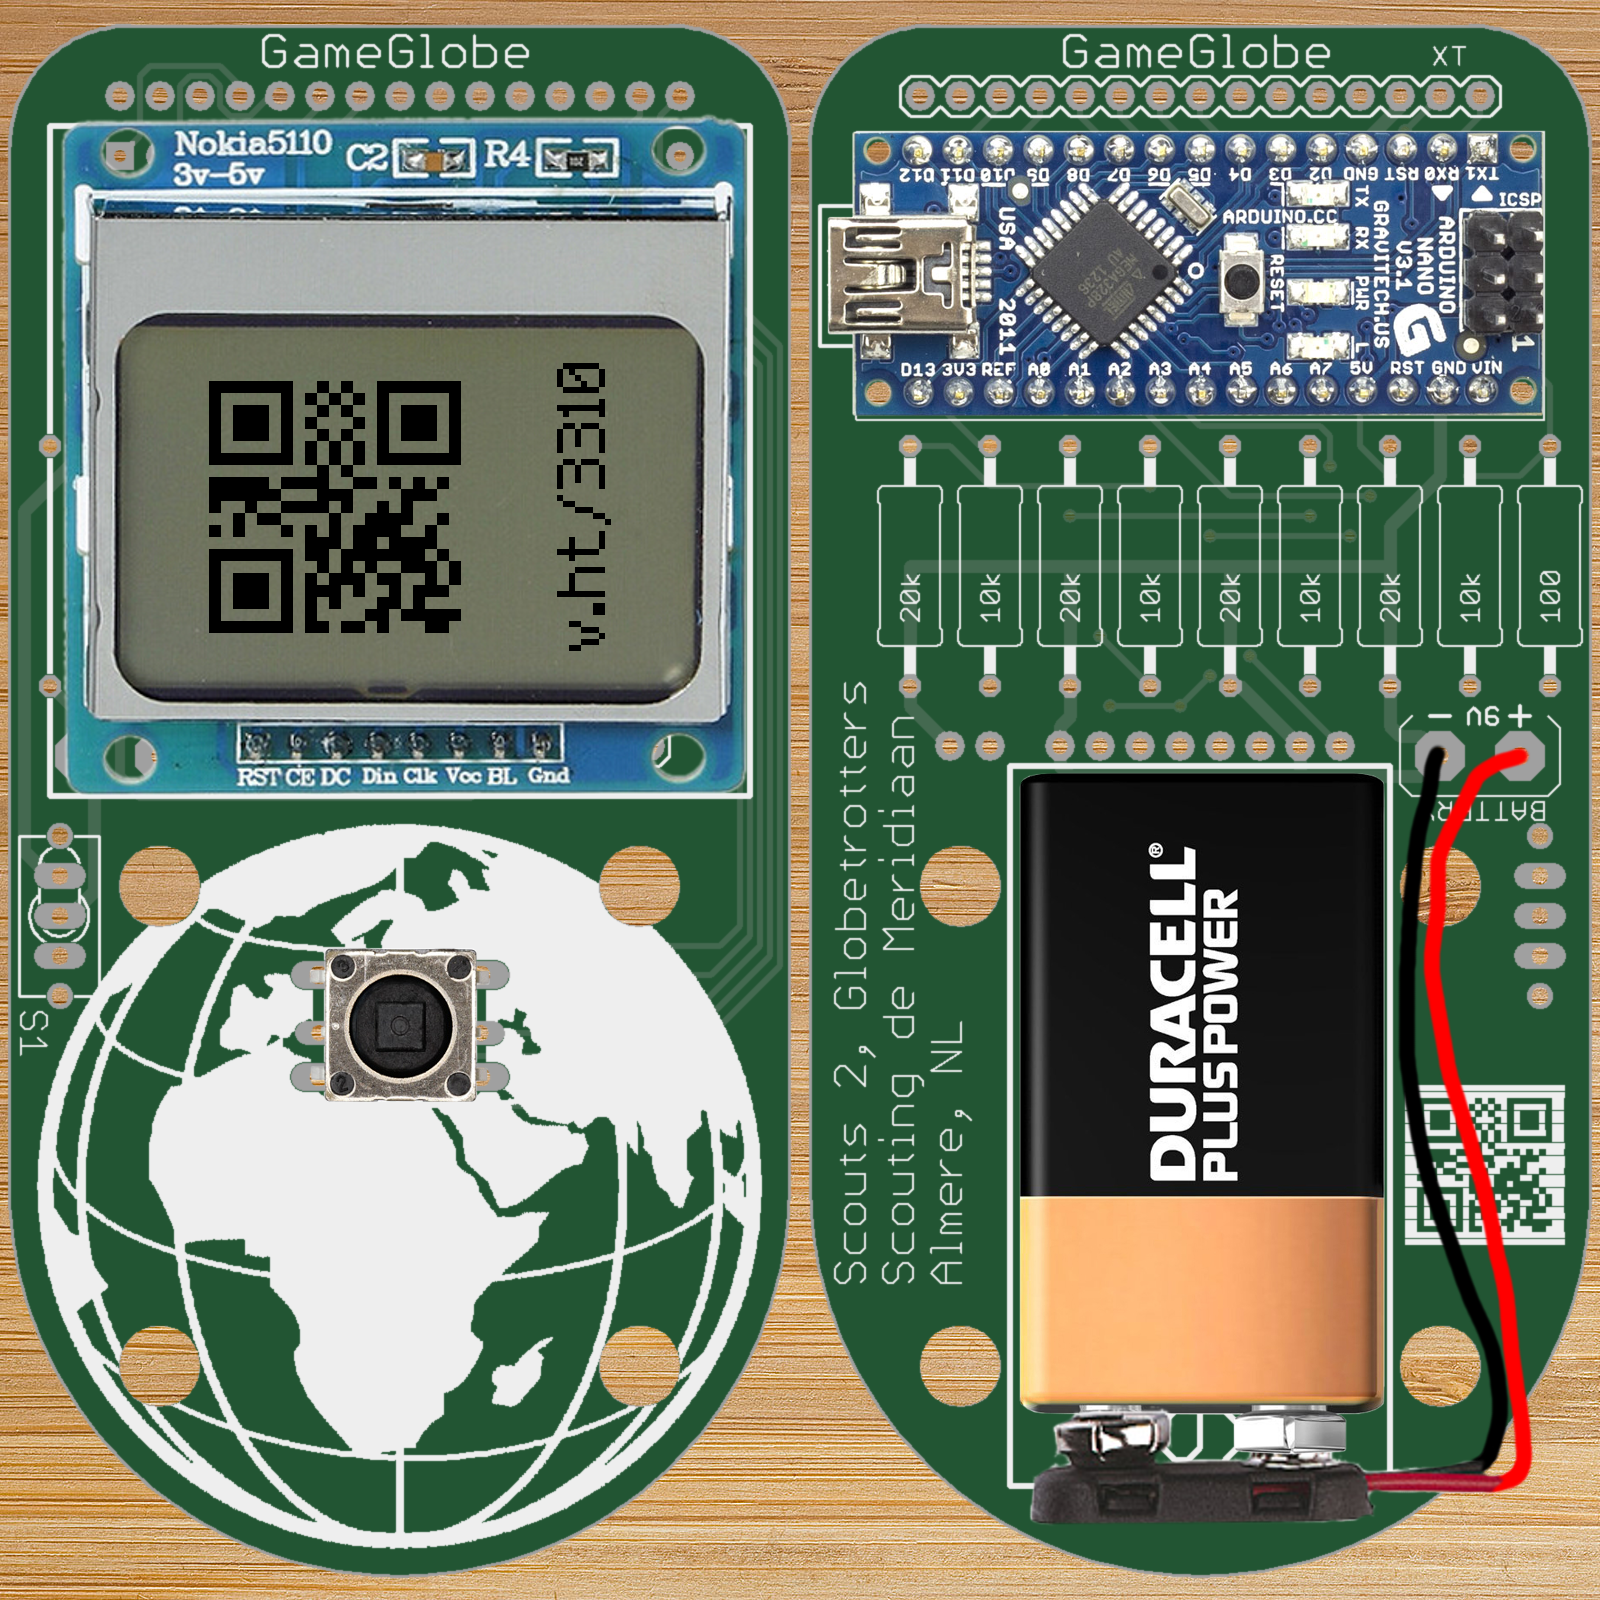 GameGlobe
Nokia5110
3v-5v
C2
R4
v.ht/3310
RST CE DC Din Clk Vcc BL Gnd
S1
2
GameGlobe
XT
D12 D11 D10 D9 D8 D7 D6 D5 D4 D3 D2 GND RST RX0 TX1
TX
RX
PWR
L
ARDUINO.CC
RESET
USA
2011
MEGA328P
AU 1236
GRAVITECH.US
ARDUINO
NANO
V3.1
ICSP
1
D13 3V3 REF A0 A1 A2 A3 A4 A5 A6 A7 5V RST GND VIN
20k
10k
20k
10k
20k
10k
20k
10k
100
- 9V +
BATTERY
Scouts 2, Globetrotters
Scouting de Meridiaan
Almere, NL
DURACELL®
PLUS POWER